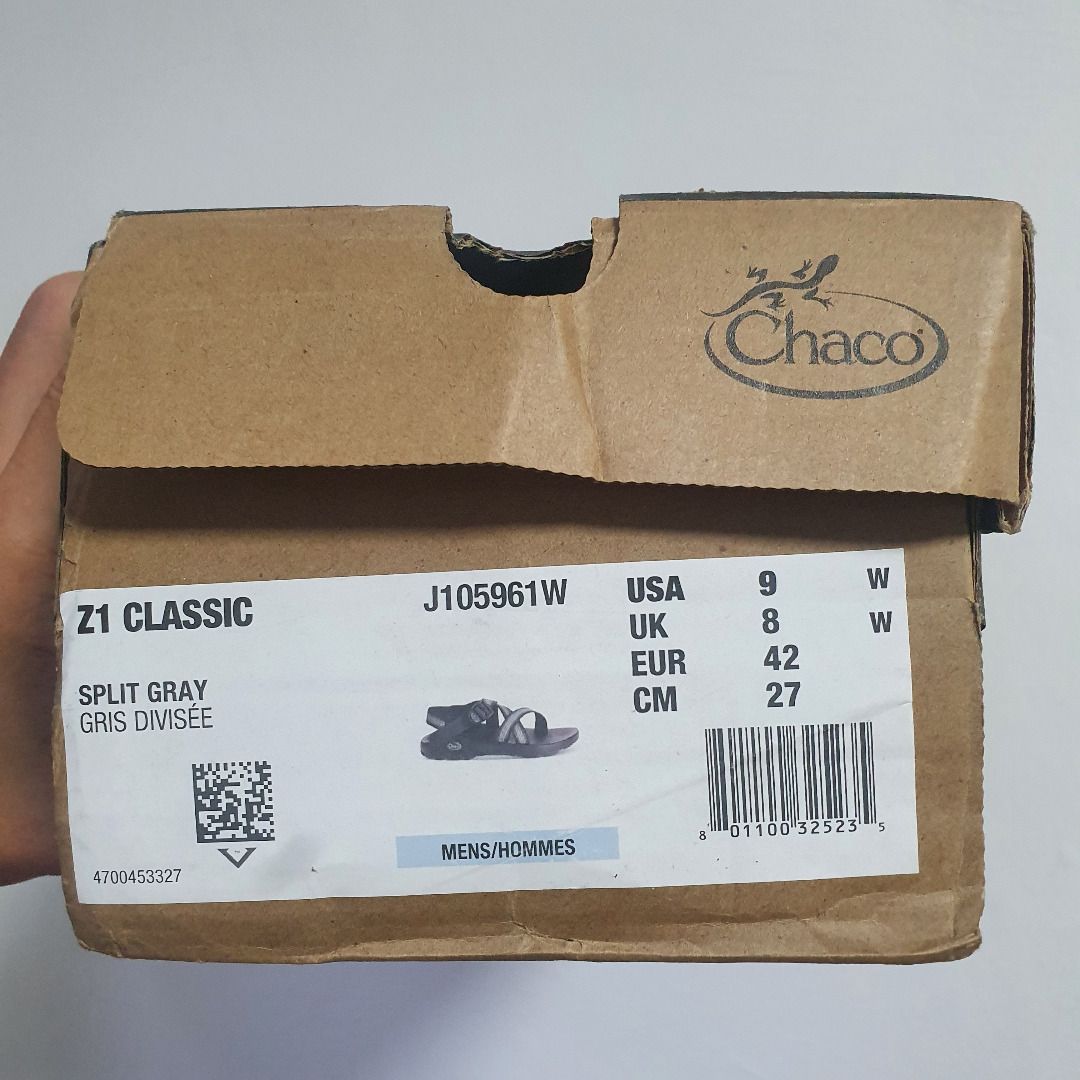 Chaco
Z1 CLASSIC
J105961W
USA 9 W
UK 8 W
EUR 42
CM 27
SPLIT GRAY
GRIS DIVISÉE
MENS/HOMMES
8 01100 32523 5
4700453327